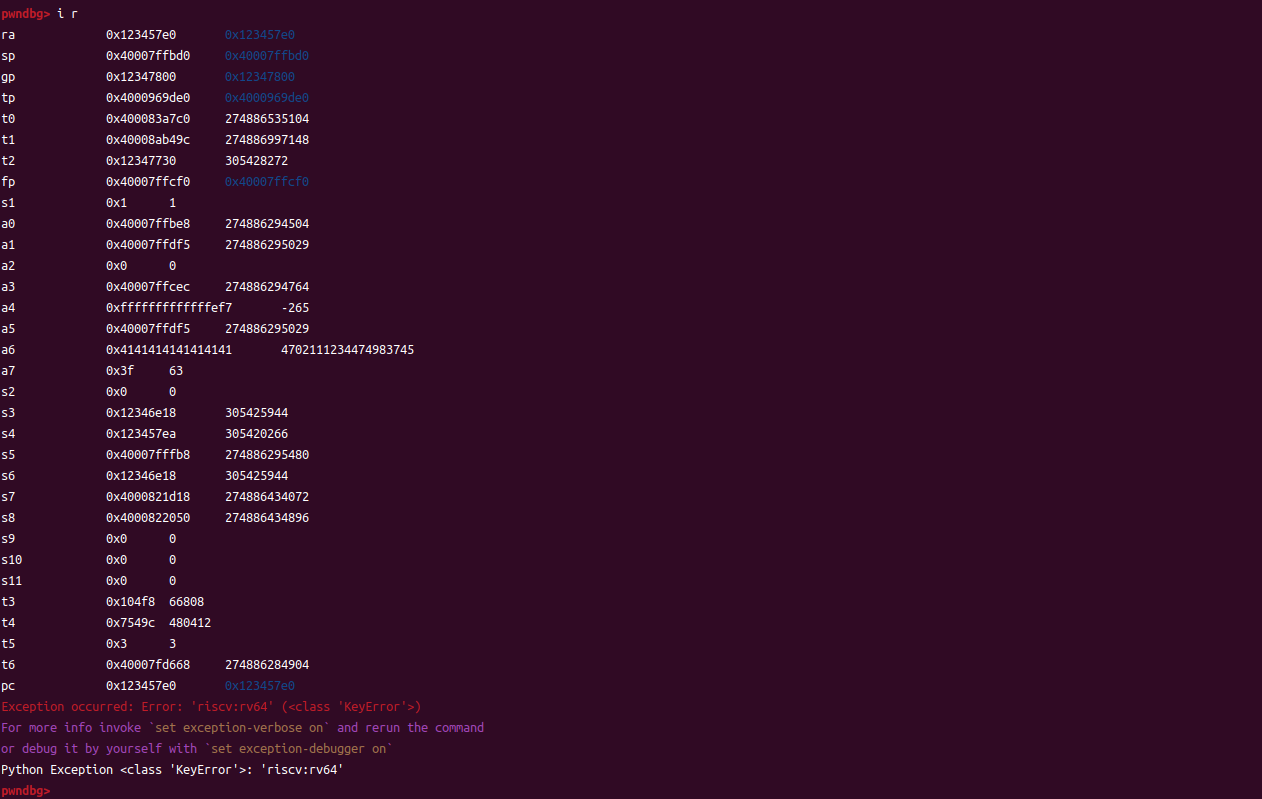 pwndbg> i r
ra 0x123457e0 0x123457e0
sp 0x40007ffbd0 0x40007ffbd0
gp 0x12347800 0x12347800
tp 0x4000969de0 0x4000969de0
t0 0x400083a7c0 274886535104
t1 0x40008ab49c 274886997148
t2 0x12347730 305428272
fp 0x40007ffcf0 0x40007ffcf0
s1 0x1 1
a0 0x40007ffbe8 274886294504
a1 0x40007ffdf5 274886295029
a2 0x0 0
a3 0x40007ffcec 274886294764
a4 0xfffffffffffffef7 -265
a5 0x40007ffdf5 274886295029
a6 0x4141414141414141 4702111234474983745
a7 0x3f 63
s2 0x0 0
s3 0x12346e18 305425944
s4 0x123457ea 305420266
s5 0x40007fffb8 274886295480
s6 0x12346e18 305425944
s7 0x4000821d18 274886434072
s8 0x4000822050 274886434896
s9 0x0 0
s10 0x0 0
s11 0x0 0
t3 0x104f8 66808
t4 0x7549c 480412
t5 0x3 3
t6 0x40007fd668 274886284904
pc 0x123457e0 0x123457e0
Exception occurred: Error: 'riscv:rv64' (<class 'KeyError'>)
For more info invoke `set exception-verbose on` and rerun the command
or debug it by yourself with `set exception-debugger on`
Python Exception <class 'KeyError'>: 'riscv:rv64'
pwndbg>